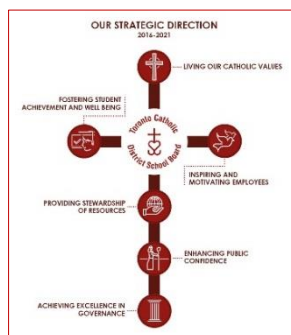 OUR STRATEGIC DIRECTION
2016-2021
LIVING OUR CATHOLIC VALUES
FOSTERING STUDENT
ACHIEVEMENT AND WELL BEING
Toronto Catholic
District School Board
INSPIRING AND
MOTIVATING EMPLOYEES
PROVIDING STEWARDSHIP
OF RESOURCES
ENHANCING PUBLIC
CONFIDENCE
ACHIEVING EXCELLENCE IN
GOVERNANCE